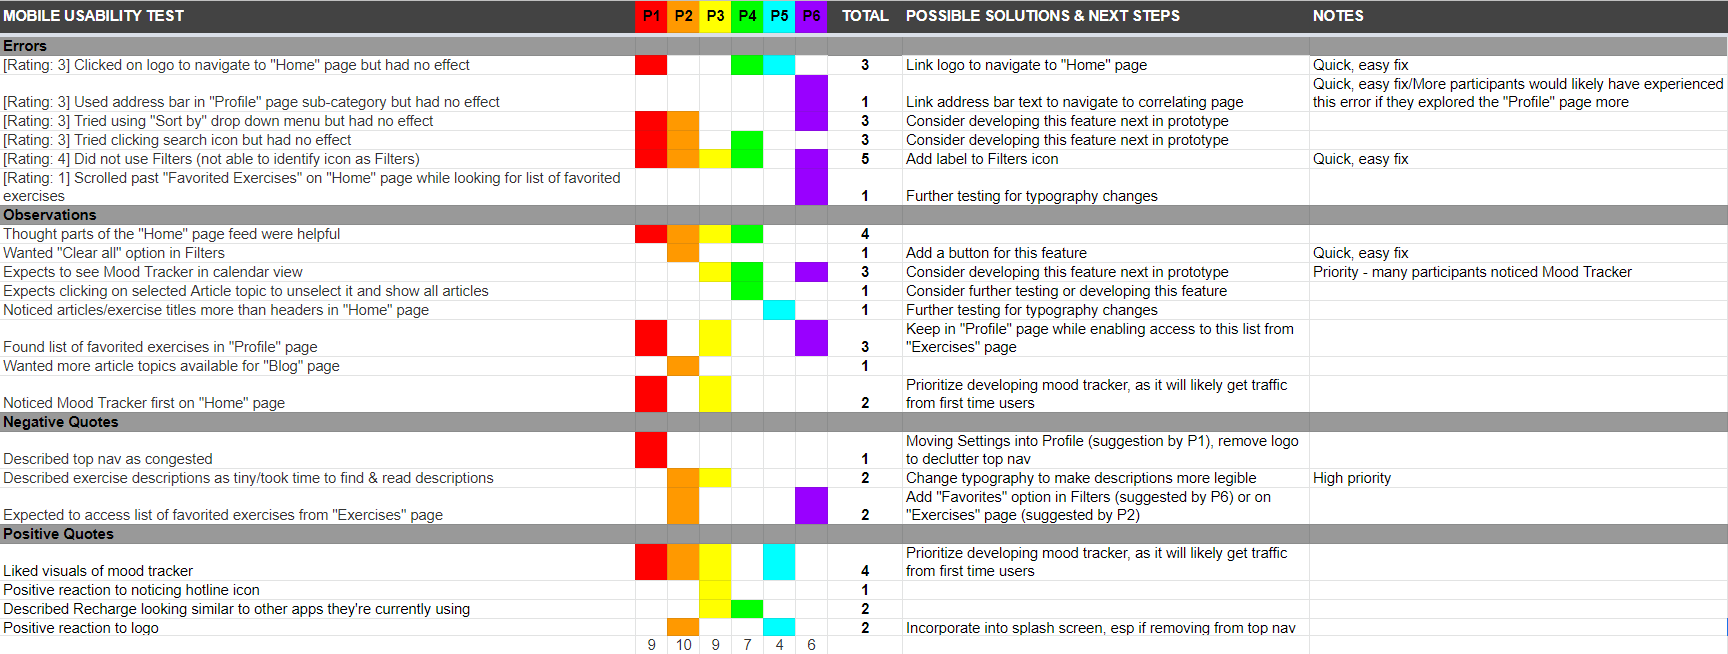 MOBILE USABILITY TEST P1 P2 P3 P4 P5 P6 TOTAL POSSIBLE SOLUTIONS & NEXT STEPS NOTES
Errors
[Rating: 3] Clicked on logo to navigate to "Home" page but had no effect 3 Link logo to navigate to "Home" page Quick, easy fix
Quick, easy fix/More participants would likely have experienced
[Rating: 3] Used address bar in "Profile" page sub-category but had no effect 1 Link address bar text to navigate to correlating page this error if they explored the "Profile" page more
[Rating: 3] Tried using "Sort by" drop down menu but had no effect 3 Consider developing this feature next in prototype
[Rating: 3] Tried clicking search icon but had no effect 3 Consider developing this feature next in prototype
[Rating: 4] Did not use Filters (not able to identify icon as Filters) 5 Add label to Filters icon Quick, easy fix
[Rating: 1] Scrolled past "Favorited Exercises" on "Home" page while looking for list of favorited
exercises 1 Further testing for typography changes
Observations
Thought parts of the "Home" page feed were helpful 4
Wanted "Clear all" option in Filters 1 Add a button for this feature Quick, easy fix
Expects to see Mood Tracker in calendar view 3 Consider developing this feature next in prototype Priority - many participants noticed Mood Tracker
Expects clicking on selected Article topic to unselect it and show all articles 1 Consider further testing or developing this feature
Noticed articles/exercise titles more than headers in "Home" page 1 Further testing for typography changes
Keep in "Profile" page while enabling access to this list from
Found list of favorited exercises in "Profile" page 3 "Exercises" page
Wanted more article topics available for "Blog" page 1
Prioritize developing mood tracker, as it will likely get traffic
Noticed Mood Tracker first on "Home" page 2 from first time users
Negative Quotes
Moving Settings into Profile (suggestion by P1), remove logo
Described top nav as congested 1 to declutter top nav
Described exercise descriptions as tiny/took time to find & read descriptions 2 Change typography to make descriptions more legible High priority
Add "Favorites" option in Filters (suggested by P6) or on
Expected to access list of favorited exercises from "Exercises" page 2 "Exercises" page (suggested by P2)
Positive Quotes
Prioritize developing mood tracker, as it will likely get traffic
Liked visuals of mood tracker 4 from first time users
Positive reaction to noticing hotline icon 1
Described Recharge looking similar to other apps they're currently using 2
Positive reaction to logo 2 Incorporate into splash screen, esp if removing from top nav
9 10 9 7 4 6